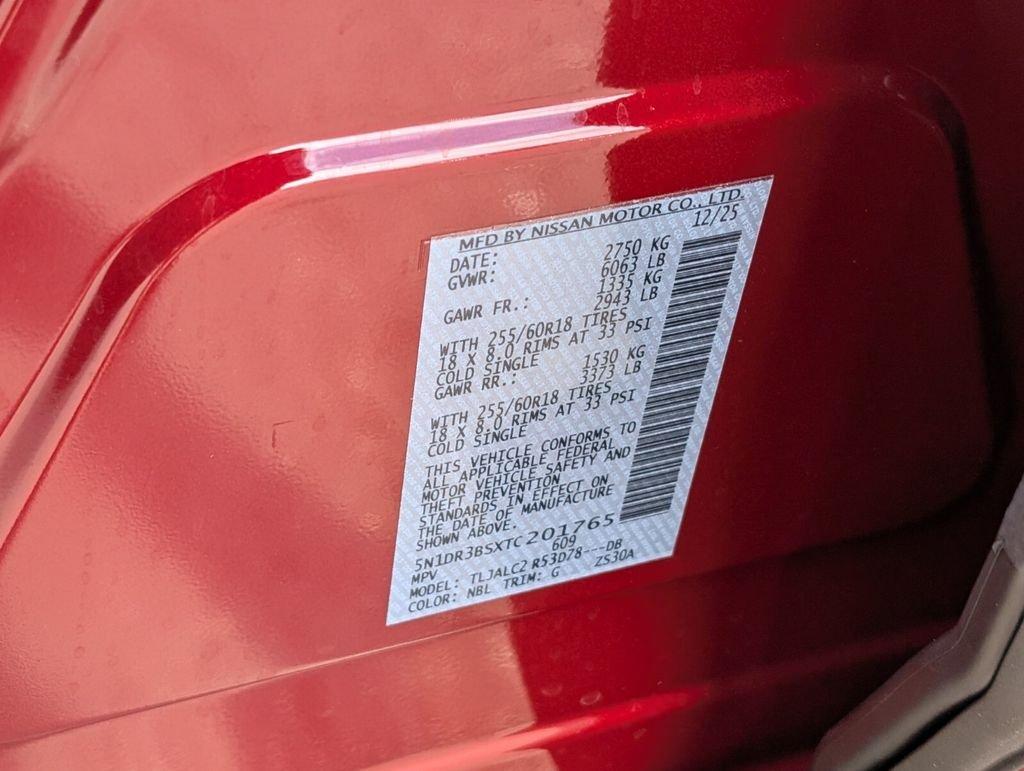 MFD BY NISSAN MOTOR CO., LTD.
DATE: 12/25
GVWR: 2750 KG
6063 LB
GAWR FR.: 1335 KG
2943 LB
WITH 255/60R18 TIRES
18 X 8.0 RIMS AT 33 PSI
COLD SINGLE
GAWR RR.: 1530 KG
3373 LB
WITH 255/60R18 TIRES
18 X 8.0 RIMS AT 33 PSI
COLD SINGLE
THIS VEHICLE CONFORMS TO
ALL APPLICABLE FEDERAL
MOTOR VEHICLE SAFETY AND
THEFT PREVENTION
STANDARDS IN EFFECT ON
THE DATE OF MANUFACTURE
SHOWN ABOVE.
5N1DR3BSXTC201765
MPV 609
MODEL: TLJALC2 R53D78---DB
COLOR: NBL TRIM: G ZS30A